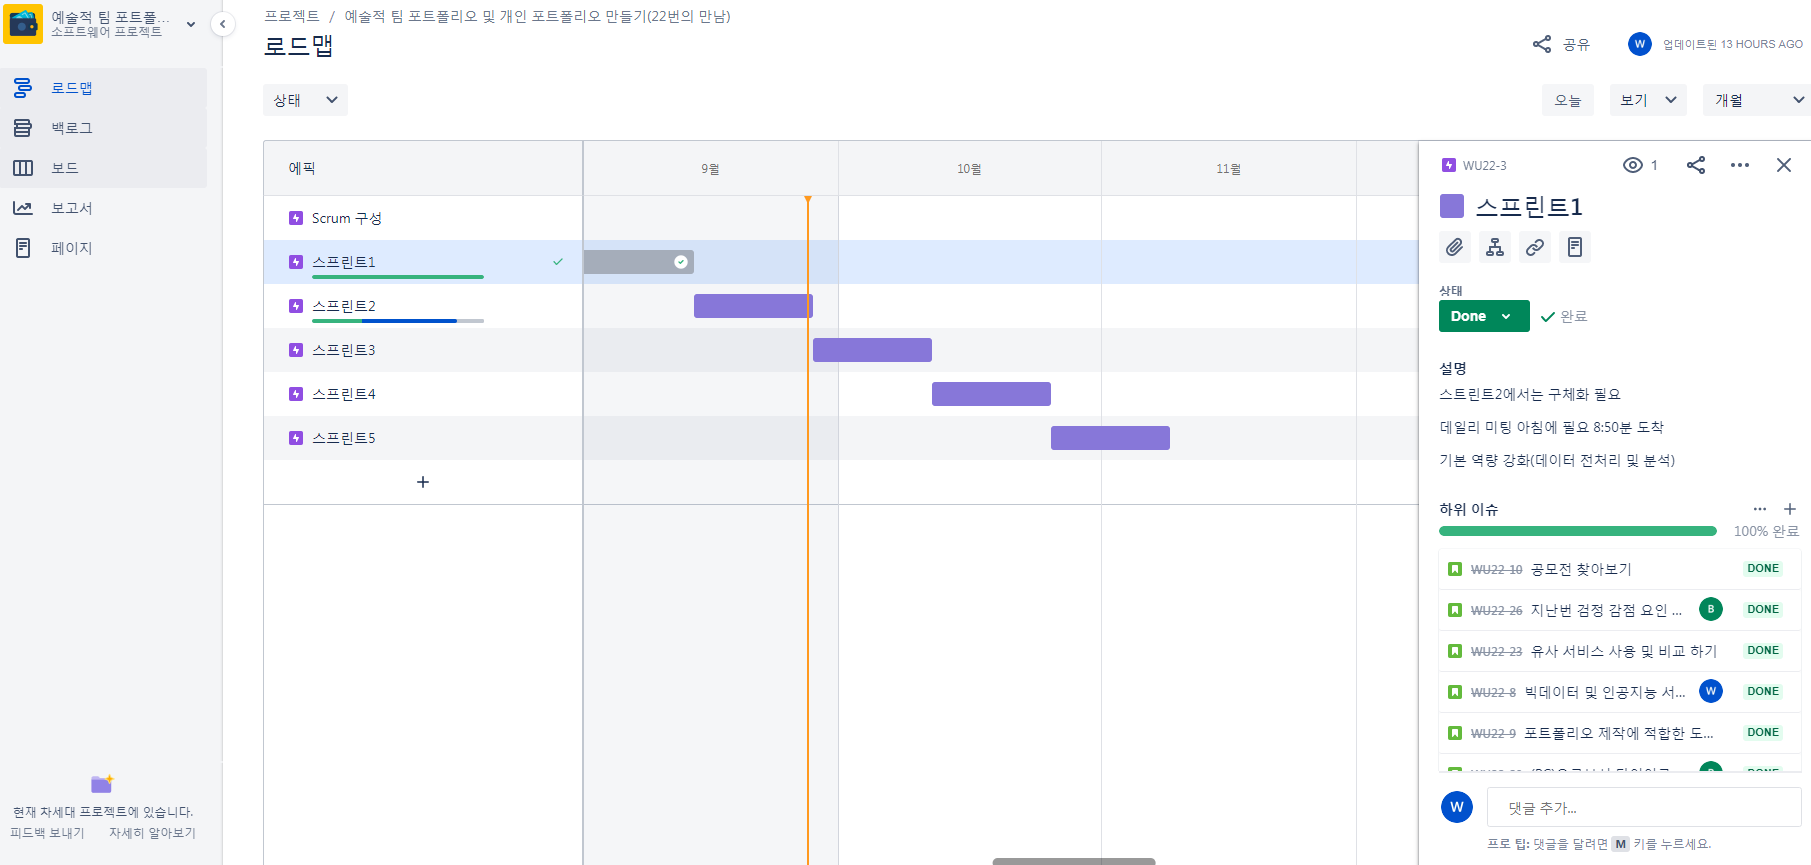 예술적 팀 포트폴...
소프트웨어 프로젝트
로드맵
백로그
보드
보고서
페이지
현재 차세대 프로젝트에 있습니다.
피드백 보내기 자세히 알아보기
프로젝트 / 예술적 팀 포트폴리오 및 개인 포트폴리오 만들기(22번의 만남)
로드맵
공유
W
업데이트된 13 HOURS AGO
상태
오늘
보기
개월
에픽
9월
10월
11월
Scrum 구성
스프린트1
스프린트2
스프린트3
스프린트4
스프린트5
WU22-3
1
스프린트1
상태
Done
완료
설명
스트린트2에서는 구체화 필요
데일리 미팅 아침에 필요 8:50분 도착
기본 역량 강화(데이터 전처리 및 분석)
하위 이슈
100% 완료
WU22-10 공모전 찾아보기 DONE
WU22-26 지난번 검정 감점 요인 ... B DONE
WU22-23 유사 서비스 사용 및 비교 하기 DONE
WU22-8 빅데이터 및 인공지능 서... W DONE
WU22-9 포트폴리오 제작에 적합한 도... DONE
W
댓글 추가...
프로 팁: 댓글을 달려면 M 키를 누르세요.